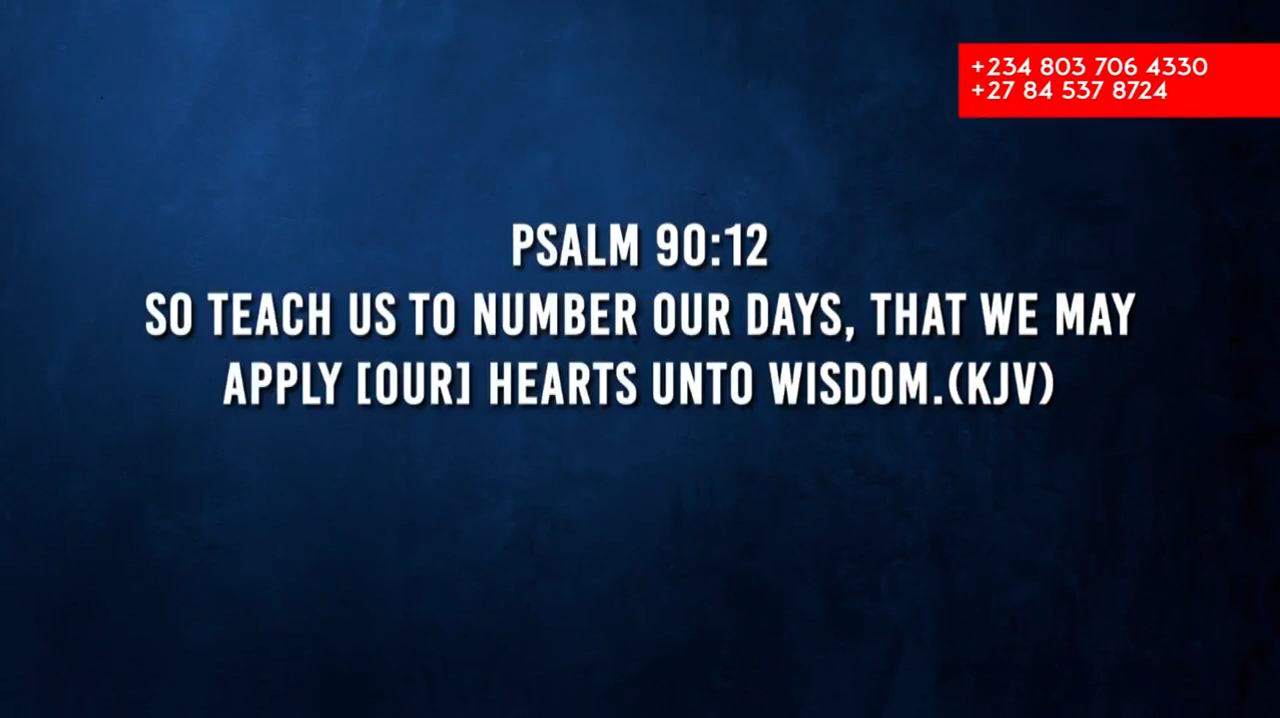 +234 803 706 4330
+27 84 537 8724
PSALM 90:12
SO TEACH US TO NUMBER OUR DAYS, THAT WE MAY
APPLY [OUR] HEARTS UNTO WISDOM.(KJV)